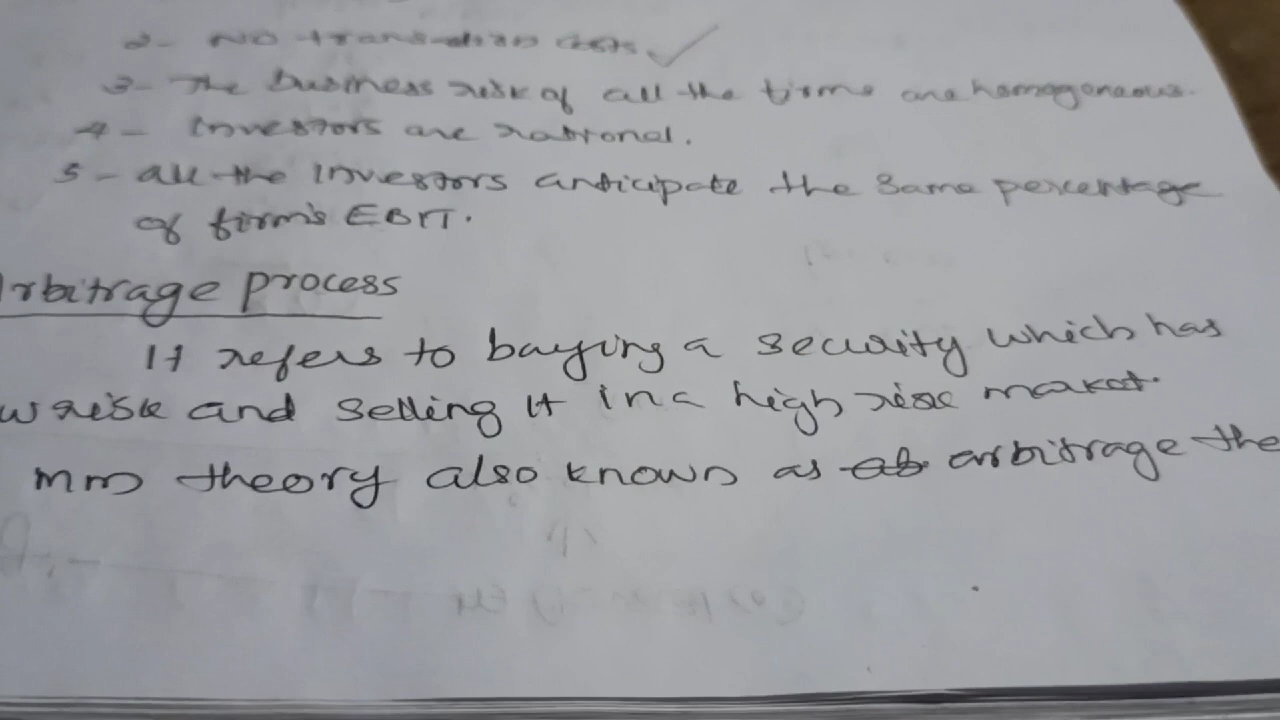 2- No transaction costs. ✓
3- The business risk of all the firms are homogoneous.
4- Investors are rational.
5- all the Investors anticipate the same percentage
of firm's EBIT.
Arbitrage process
It refers to buying a security which has
risk and selling it in a high risk market.
MM theory also known as arbitrage the